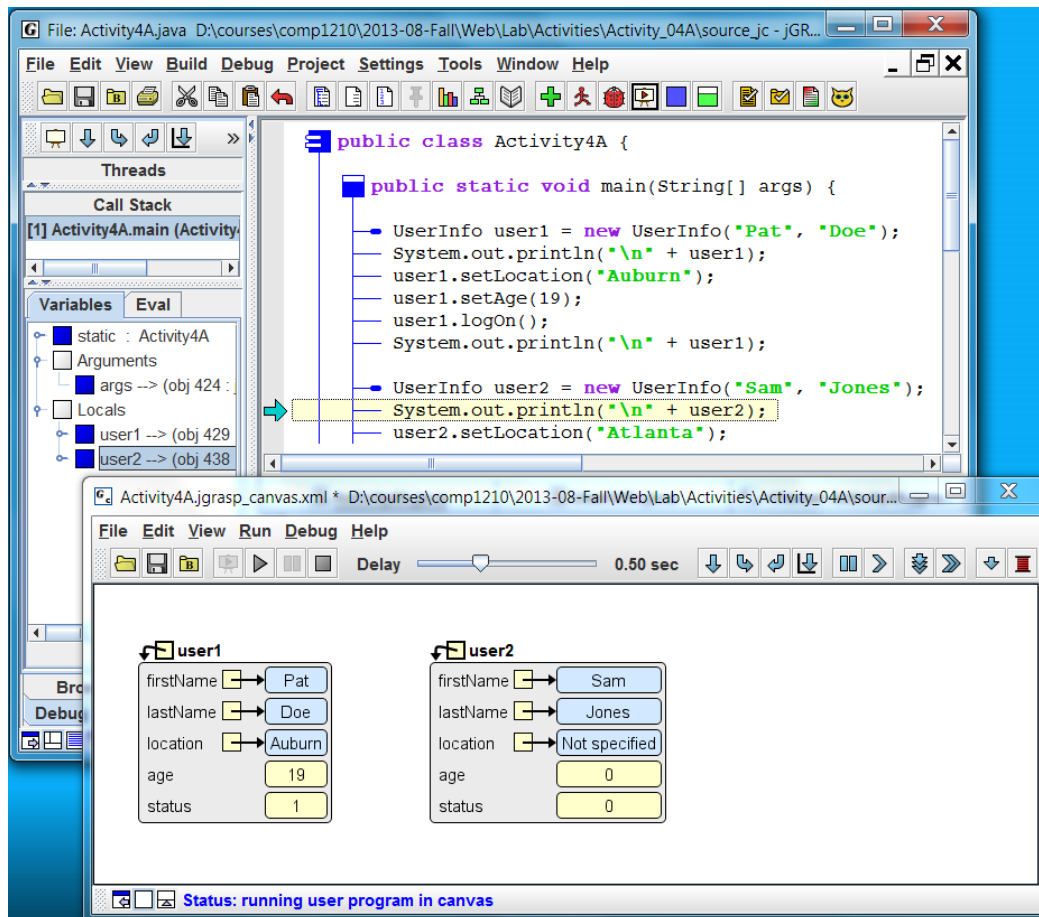 File: Activity4A.java D:\courses\comp1210\2013-08-Fall\Web\Lab\Activities\Activity_04A\source_jc - jGR...
File Edit View Build Debug Project Settings Tools Window Help
»
Threads
Call Stack
[1] Activity4A.main (Activity
Variables Eval
static : Activity4A
Arguments
args --> (obj 424 :
Locals
user1 --> (obj 429
user2 --> (obj 438
public class Activity4A {
public static void main(String[] args) {
UserInfo user1 = new UserInfo("Pat", "Doe");
System.out.println("\n" + user1);
user1.setLocation("Auburn");
user1.setAge(19);
user1.logOn();
System.out.println("\n" + user1);
UserInfo user2 = new UserInfo("Sam", "Jones");
System.out.println("\n" + user2);
user2.setLocation("Atlanta");
Bro
Debug
Activity4A.jgrasp_canvas.xml * D:\courses\comp1210\2013-08-Fall\Web\Lab\Activities\Activity_04A\sour...
File Edit View Run Debug Help
Delay 0.50 sec
user1
firstName Pat
lastName Doe
location Auburn
age 19
status 1
user2
firstName Sam
lastName Jones
location Not specified
age 0
status 0
Status: running user program in canvas